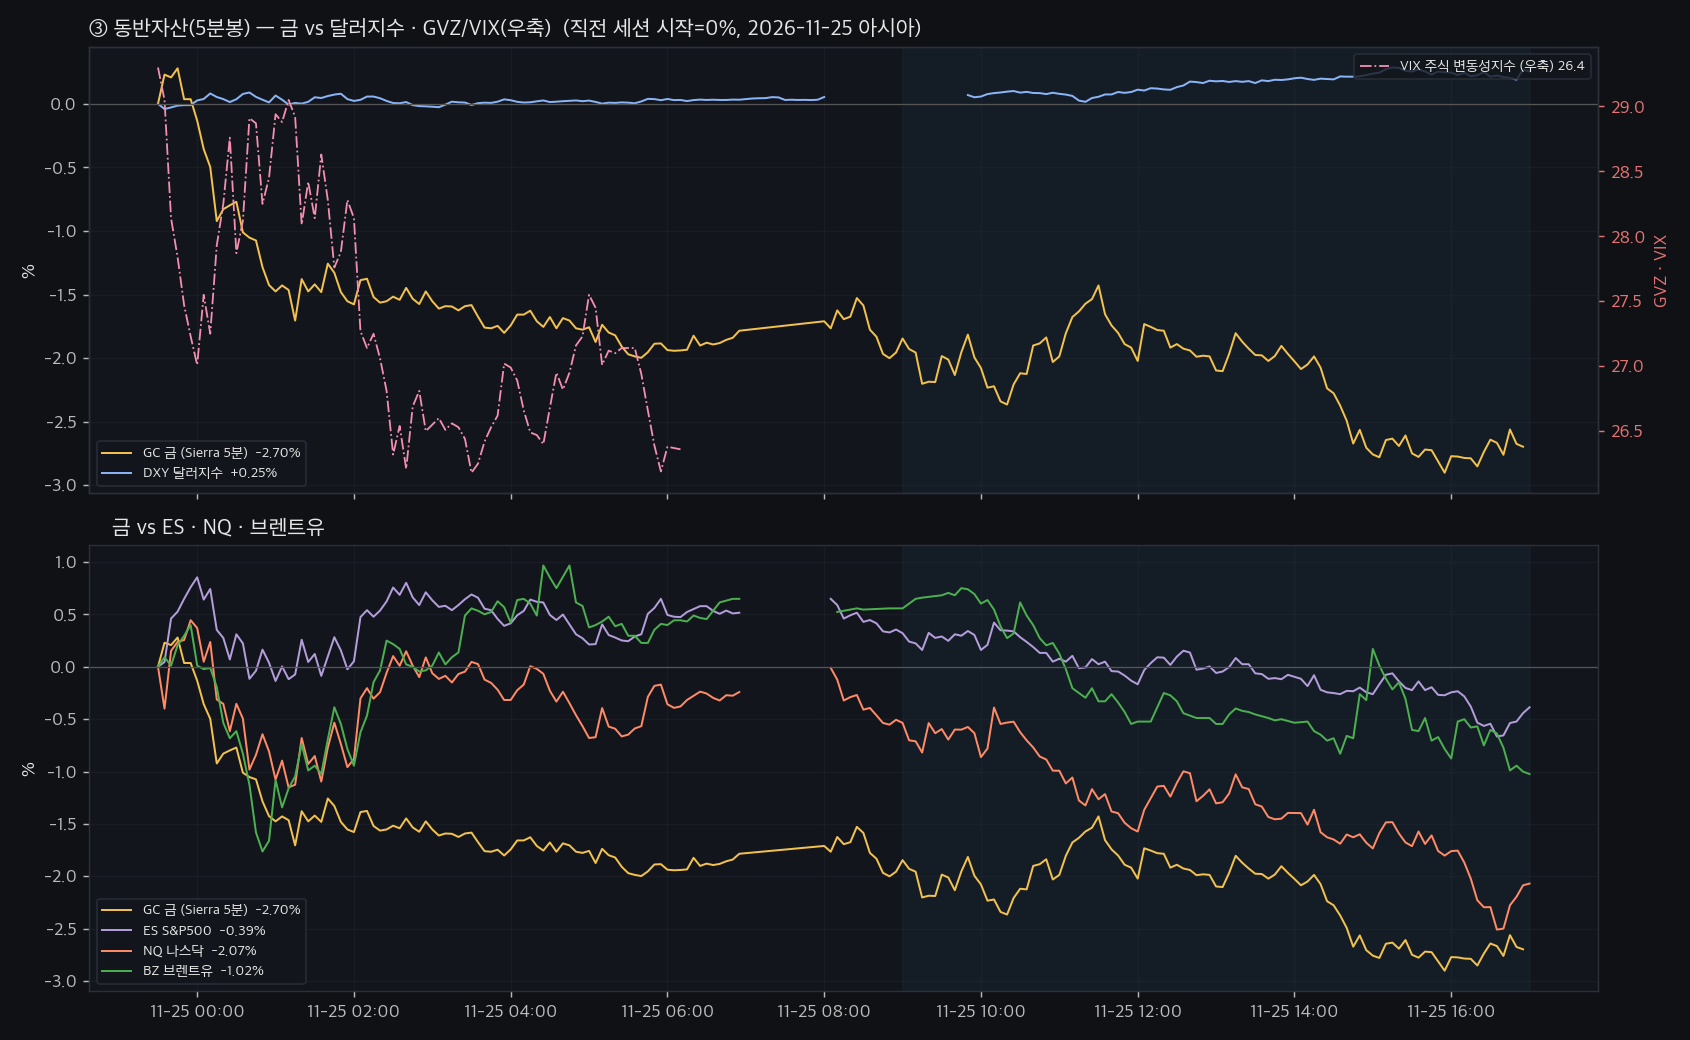 ③ 동반자산(5분봉) — 금 vs 달러지수 · GVZ/VIX(우축)  (직전 세션 시작=0%, 2026-11-25 아시아)
VIX 주식 변동성지수 (우축) 26.4
0.0
-0.5
-1.0
-1.5
-2.0
-2.5
-3.0
%
29.0
28.5
28.0
27.5
27.0
26.5
GVZ · VIX
GC 금 (Sierra 5분)  -2.70%
DXY 달러지수  +0.25%
금 vs ES · NQ · 브렌트유
1.0
0.5
0.0
-0.5
-1.0
-1.5
-2.0
-2.5
-3.0
%
GC 금 (Sierra 5분)  -2.70%
ES S&P500  -0.39%
NQ 나스닥  -2.07%
BZ 브렌트유  -1.02%
11-25 00:00 11-25 02:00 11-25 04:00 11-25 06:00 11-25 08:00 11-25 10:00 11-25 12:00 11-25 14:00 11-25 16:00